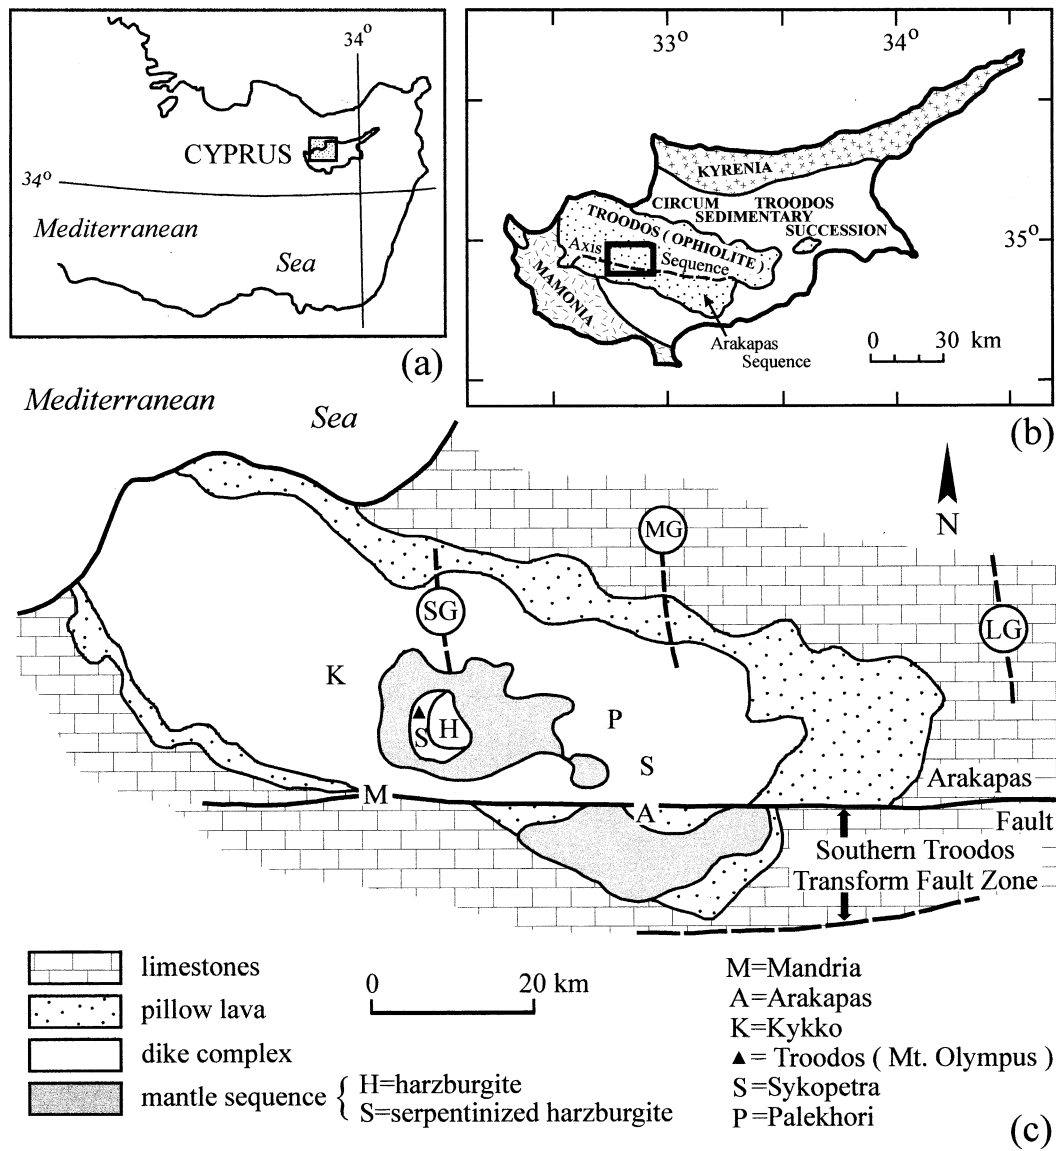 34°
CYPRUS
34°
Mediterranean
Sea
(a)
33°
34°
KYRENIA
CIRCUM TROODOS
SEDIMENTARY
SUCCESSION
TROODOS ( OPHIOLITE )
Axis Sequence
MAMONIA
35°
Arakapas
Sequence
0 30 km
(b)
Mediterranean
Sea
MG
N
SG
LG
K
H
S
P
S
M
A
Arakapas
Fault
Southern Troodos
Transform Fault Zone
limestones
pillow lava
dike complex
mantle sequence { H=harzburgite
S=serpentinized harzburgite
0 20 km
M=Mandria
A=Arakapas
K=Kykko
▲= Troodos ( Mt. Olympus )
S=Sykopetra
P=Palekhori
(c)